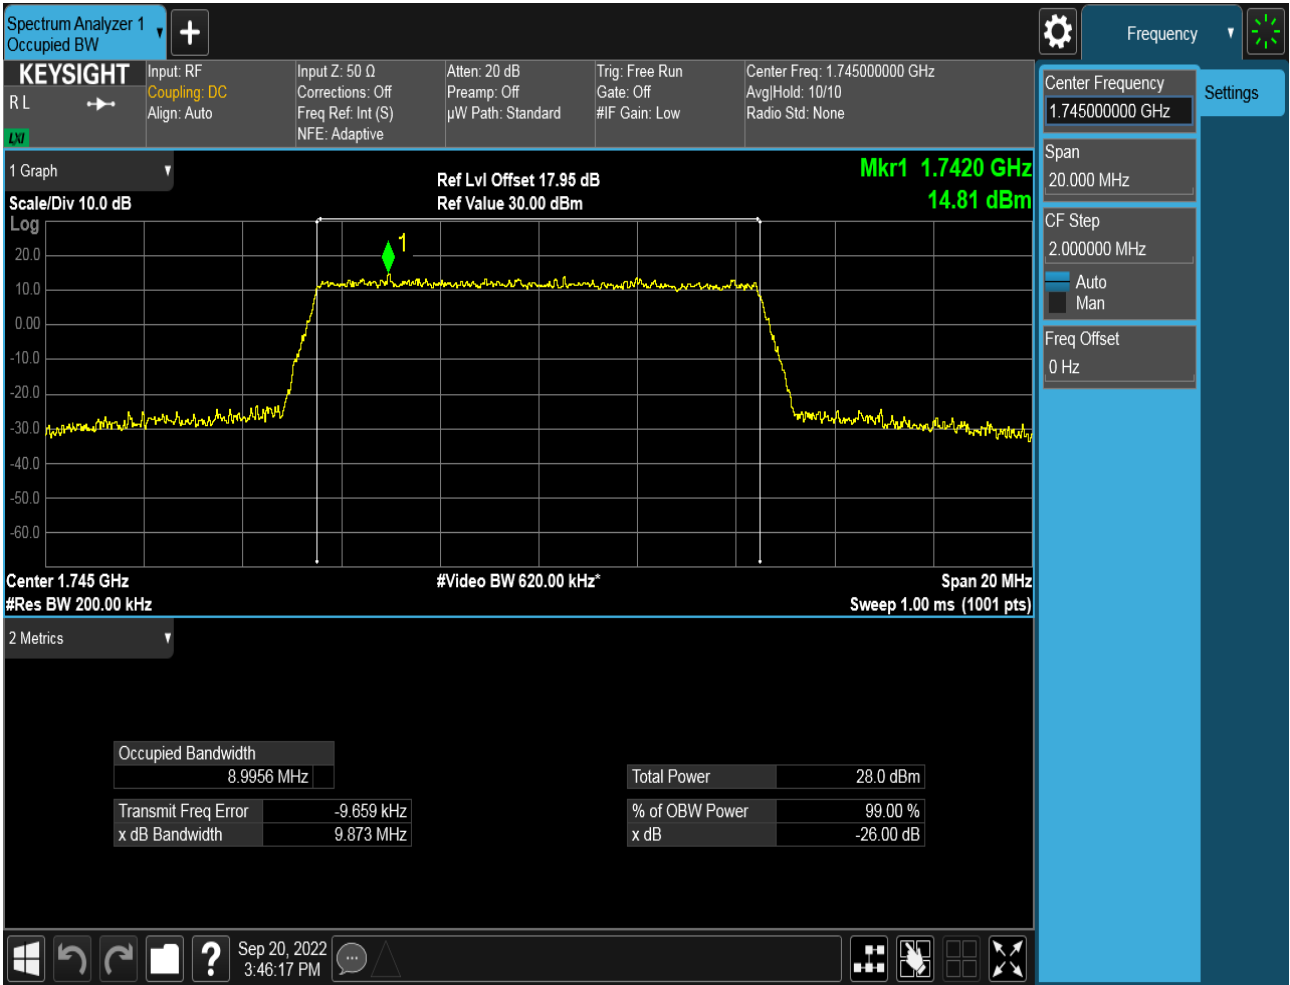 Spectrum Analyzer 1
Occupied BW
Frequency
KEYSIGHT
R L
LXI
Input: RF
Coupling: DC
Align: Auto
Input Z: 50 Ω
Corrections: Off
Freq Ref: Int (S)
NFE: Adaptive
Atten: 20 dB
Preamp: Off
µW Path: Standard
Trig: Free Run
Gate: Off
#IF Gain: Low
Center Freq: 1.745000000 GHz
Avg|Hold: 10/10
Radio Std: None
Center Frequency
1.745000000 GHz
Settings
Span
20.000 MHz
CF Step
2.000000 MHz
Auto
Man
Freq Offset
0 Hz
1 Graph
Scale/Div 10.0 dB
Ref Lvl Offset 17.95 dB
Ref Value 30.00 dBm
Mkr1 1.7420 GHz
14.81 dBm
Log
1
20.0
10.0
0.00
-10.0
-20.0
-30.0
-40.0
-50.0
-60.0
Center 1.745 GHz
#Res BW 200.00 kHz
#Video BW 620.00 kHz*
Span 20 MHz
Sweep 1.00 ms (1001 pts)
2 Metrics
Occupied Bandwidth
8.9956 MHz
Transmit Freq Error -9.659 kHz
x dB Bandwidth 9.873 MHz
Total Power 28.0 dBm
% of OBW Power 99.00 %
x dB -26.00 dB
?
Sep 20, 2022
3:46:17 PM